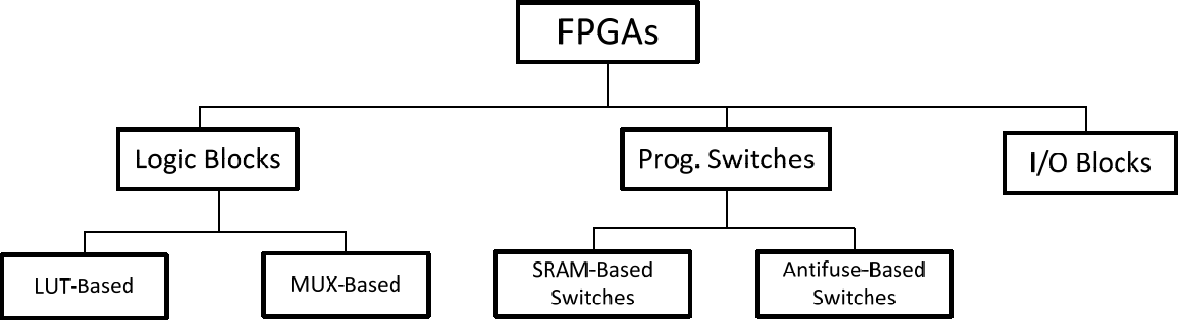 FPGAs
Logic Blocks
Prog. Switches
I/O Blocks
LUT-Based
MUX-Based
SRAM-Based
Switches
Antifuse-Based
Switches